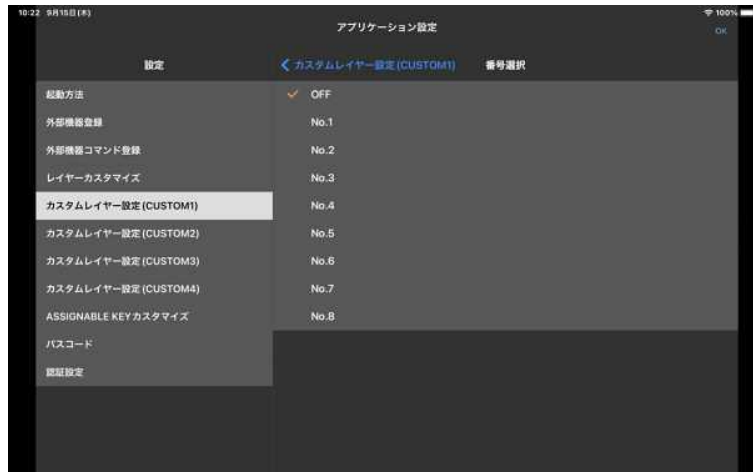 10:22 9月15日(木)
100%
アプリケーション設定
OK
設定
カスタムレイヤー設定(CUSTOM1)
番号選択
起動方法
外部機器登録
外部機器コマンド登録
レイヤーカスタマイズ
カスタムレイヤー設定(CUSTOM1)
カスタムレイヤー設定(CUSTOM2)
カスタムレイヤー設定(CUSTOM3)
カスタムレイヤー設定(CUSTOM4)
ASSIGNABLE KEYカスタマイズ
パスコード
認証設定
OFF
No.1
No.2
No.3
No.4
No.5
No.6
No.7
No.8